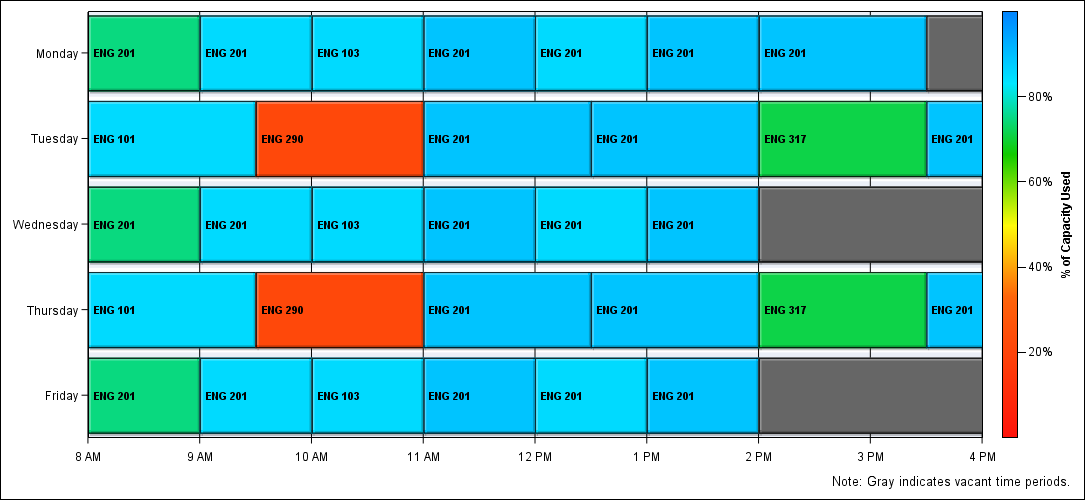 Monday ENG 201 ENG 201 ENG 103 ENG 201 ENG 201 ENG 201 ENG 201
Tuesday ENG 101 ENG 290 ENG 201 ENG 201 ENG 317 ENG 201
Wednesday ENG 201 ENG 201 ENG 103 ENG 201 ENG 201 ENG 201
Thursday ENG 101 ENG 290 ENG 201 ENG 201 ENG 317 ENG 201
Friday ENG 201 ENG 201 ENG 103 ENG 201 ENG 201 ENG 201
8 AM 9 AM 10 AM 11 AM 12 PM 1 PM 2 PM 3 PM 4 PM
80%
60%
40%
20%
% of Capacity Used
Note: Gray indicates vacant time periods.